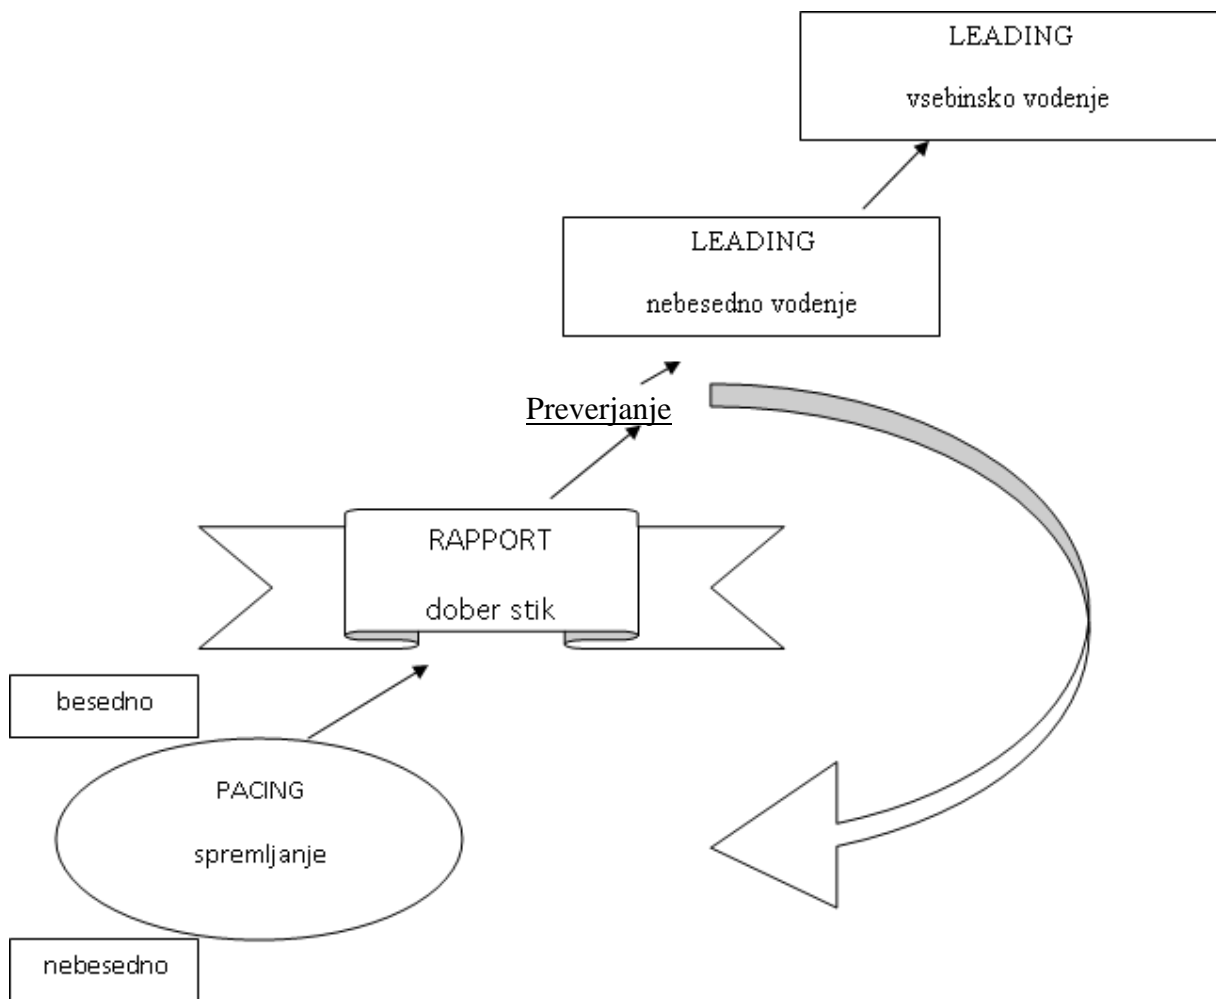 LEADING
vsebinsko vodenje
LEADING
nebesedno vodenje
Preverjanje
RAPPORT
dober stik
besedno
PACING
spremljanje
nebesedno